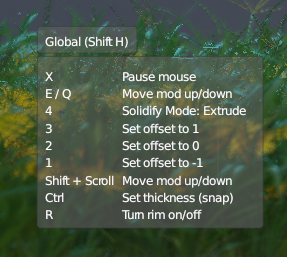 Global (Shift H)
X Pause mouse
E / Q Move mod up/down
4 Solidify Mode: Extrude
3 Set offset to 1
2 Set offset to 0
1 Set offset to -1
Shift + Scroll Move mod up/down
Ctrl Set thickness (snap)
R Turn rim on/off